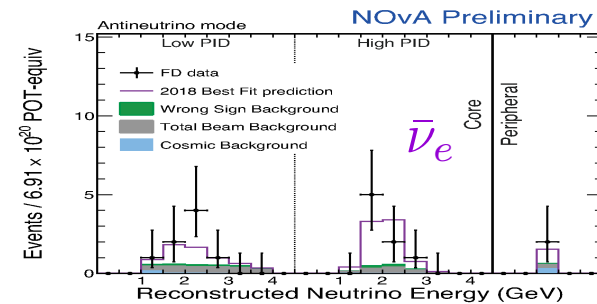 NOvA Preliminary
Antineutrino mode
Low PID
High PID
FD data
2018 Best Fit prediction
Wrong Sign Background
Total Beam Background
Cosmic Background
ν̄e
Core
Peripheral
Events / 6.91 x 10²⁰ POT-equiv
15
10
5
0
1 2 3 4 1 2 3 4
Reconstructed Neutrino Energy (GeV)